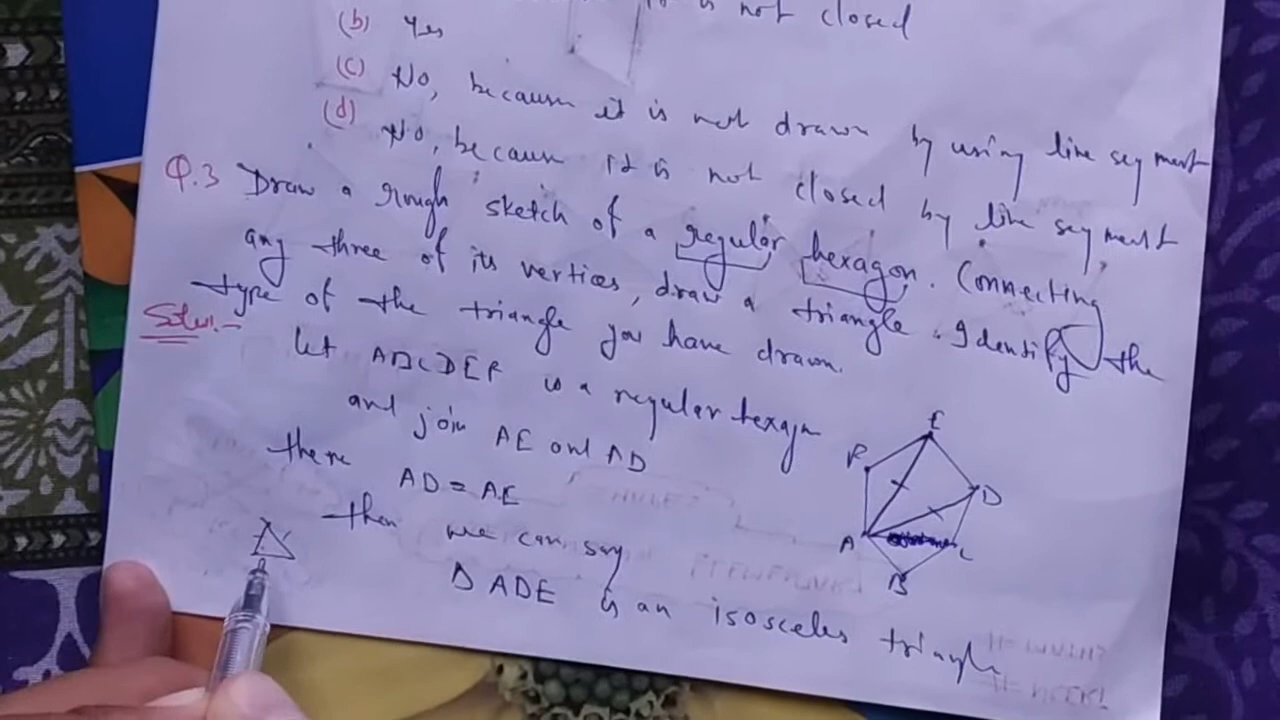 is not closed
(b) Yes
(c) No, because it is not drawn by using line segment
(d) No, because it is not closed by line segment
Q.3 Draw a rough sketch of a regular hexagon. Connecting
any three of its vertices, draw a triangle. Identify the
type of the triangle you have drawn.
Solun:-
let ABCDEF is a regular hexagon
and join AE and AD
there AD = AE
then we can say
Δ ADE is an isosceles triangle
E
F
D
A
C
B